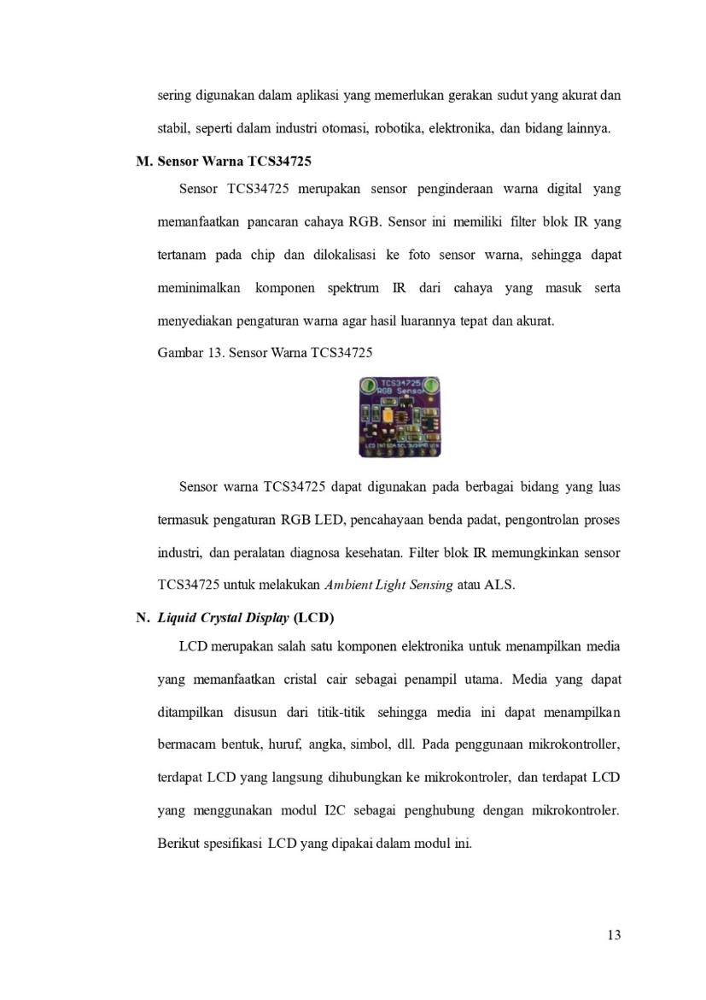 sering digunakan dalam aplikasi yang memerlukan gerakan sudut yang akurat dan
stabil, seperti dalam industri otomasi, robotika, elektronika, dan bidang lainnya.
M. Sensor Warna TCS34725
Sensor TCS34725 merupakan sensor penginderaan warna digital yang
memanfaatkan pancaran cahaya RGB. Sensor ini memiliki filter blok IR yang
tertanam pada chip dan dilokalisasi ke foto sensor warna, sehingga dapat
meminimalkan komponen spektrum IR dari cahaya yang masuk serta
menyediakan pengaturan warna agar hasil luarannya tepat dan akurat.
Gambar 13. Sensor Warna TCS34725
TCS34725
RGB Sensor
LED INT SDA SCL 3V3 GND VIN
Sensor warna TCS34725 dapat digunakan pada berbagai bidang yang luas
termasuk pengaturan RGB LED, pencahayaan benda padat, pengontrolan proses
industri, dan peralatan diagnosa kesehatan. Filter blok IR memungkinkan sensor
TCS34725 untuk melakukan Ambient Light Sensing atau ALS.
N. Liquid Crystal Display (LCD)
LCD merupakan salah satu komponen elektronika untuk menampilkan media
yang memanfaatkan cristal cair sebagai penampil utama. Media yang dapat
ditampilkan disusun dari titik-titik sehingga media ini dapat menampilkan
bermacam bentuk, huruf, angka, simbol, dll. Pada penggunaan mikrokontroller,
terdapat LCD yang langsung dihubungkan ke mikrokontroler, dan terdapat LCD
yang menggunakan modul I2C sebagai penghubung dengan mikrokontroler.
Berikut spesifikasi LCD yang dipakai dalam modul ini.
13